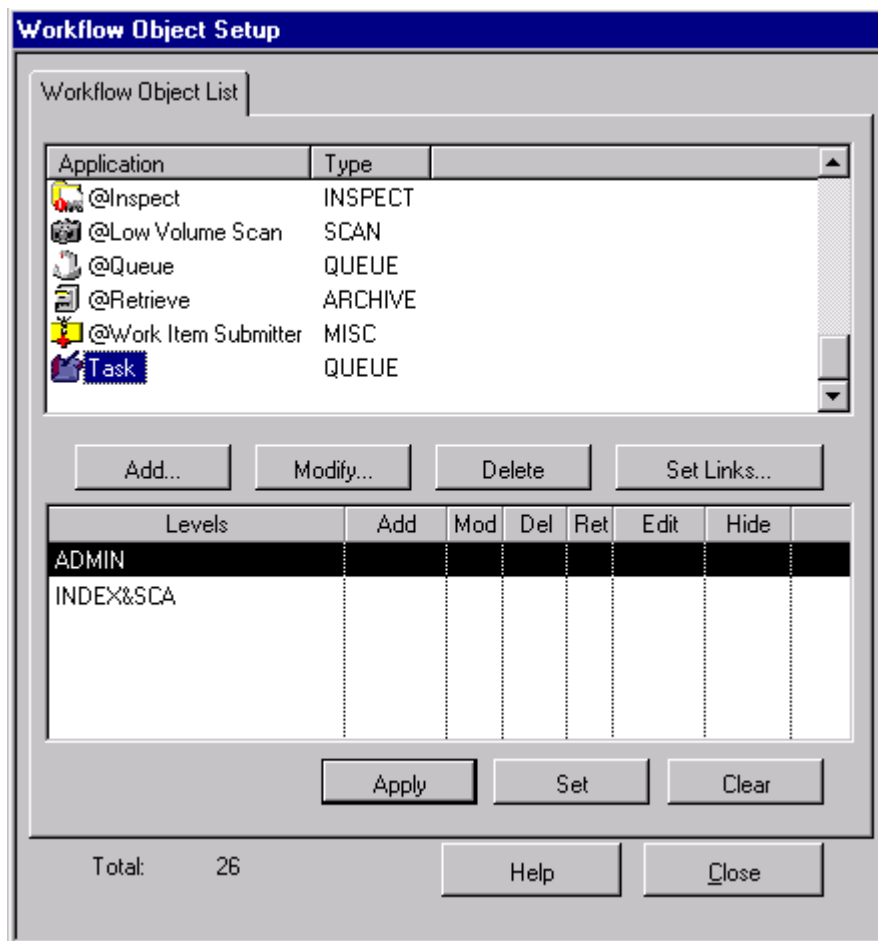 Workflow Object Setup
Workflow Object List
Application Type
@Inspect INSPECT
@Low Volume Scan SCAN
@Queue QUEUE
@Retrieve ARCHIVE
@Work Item Submitter MISC
Task QUEUE
Add... Modify... Delete Set Links...
Levels Add Mod Del Ret Edit Hide
ADMIN
INDEX&SCA
Apply Set Clear
Total: 26 Help Close